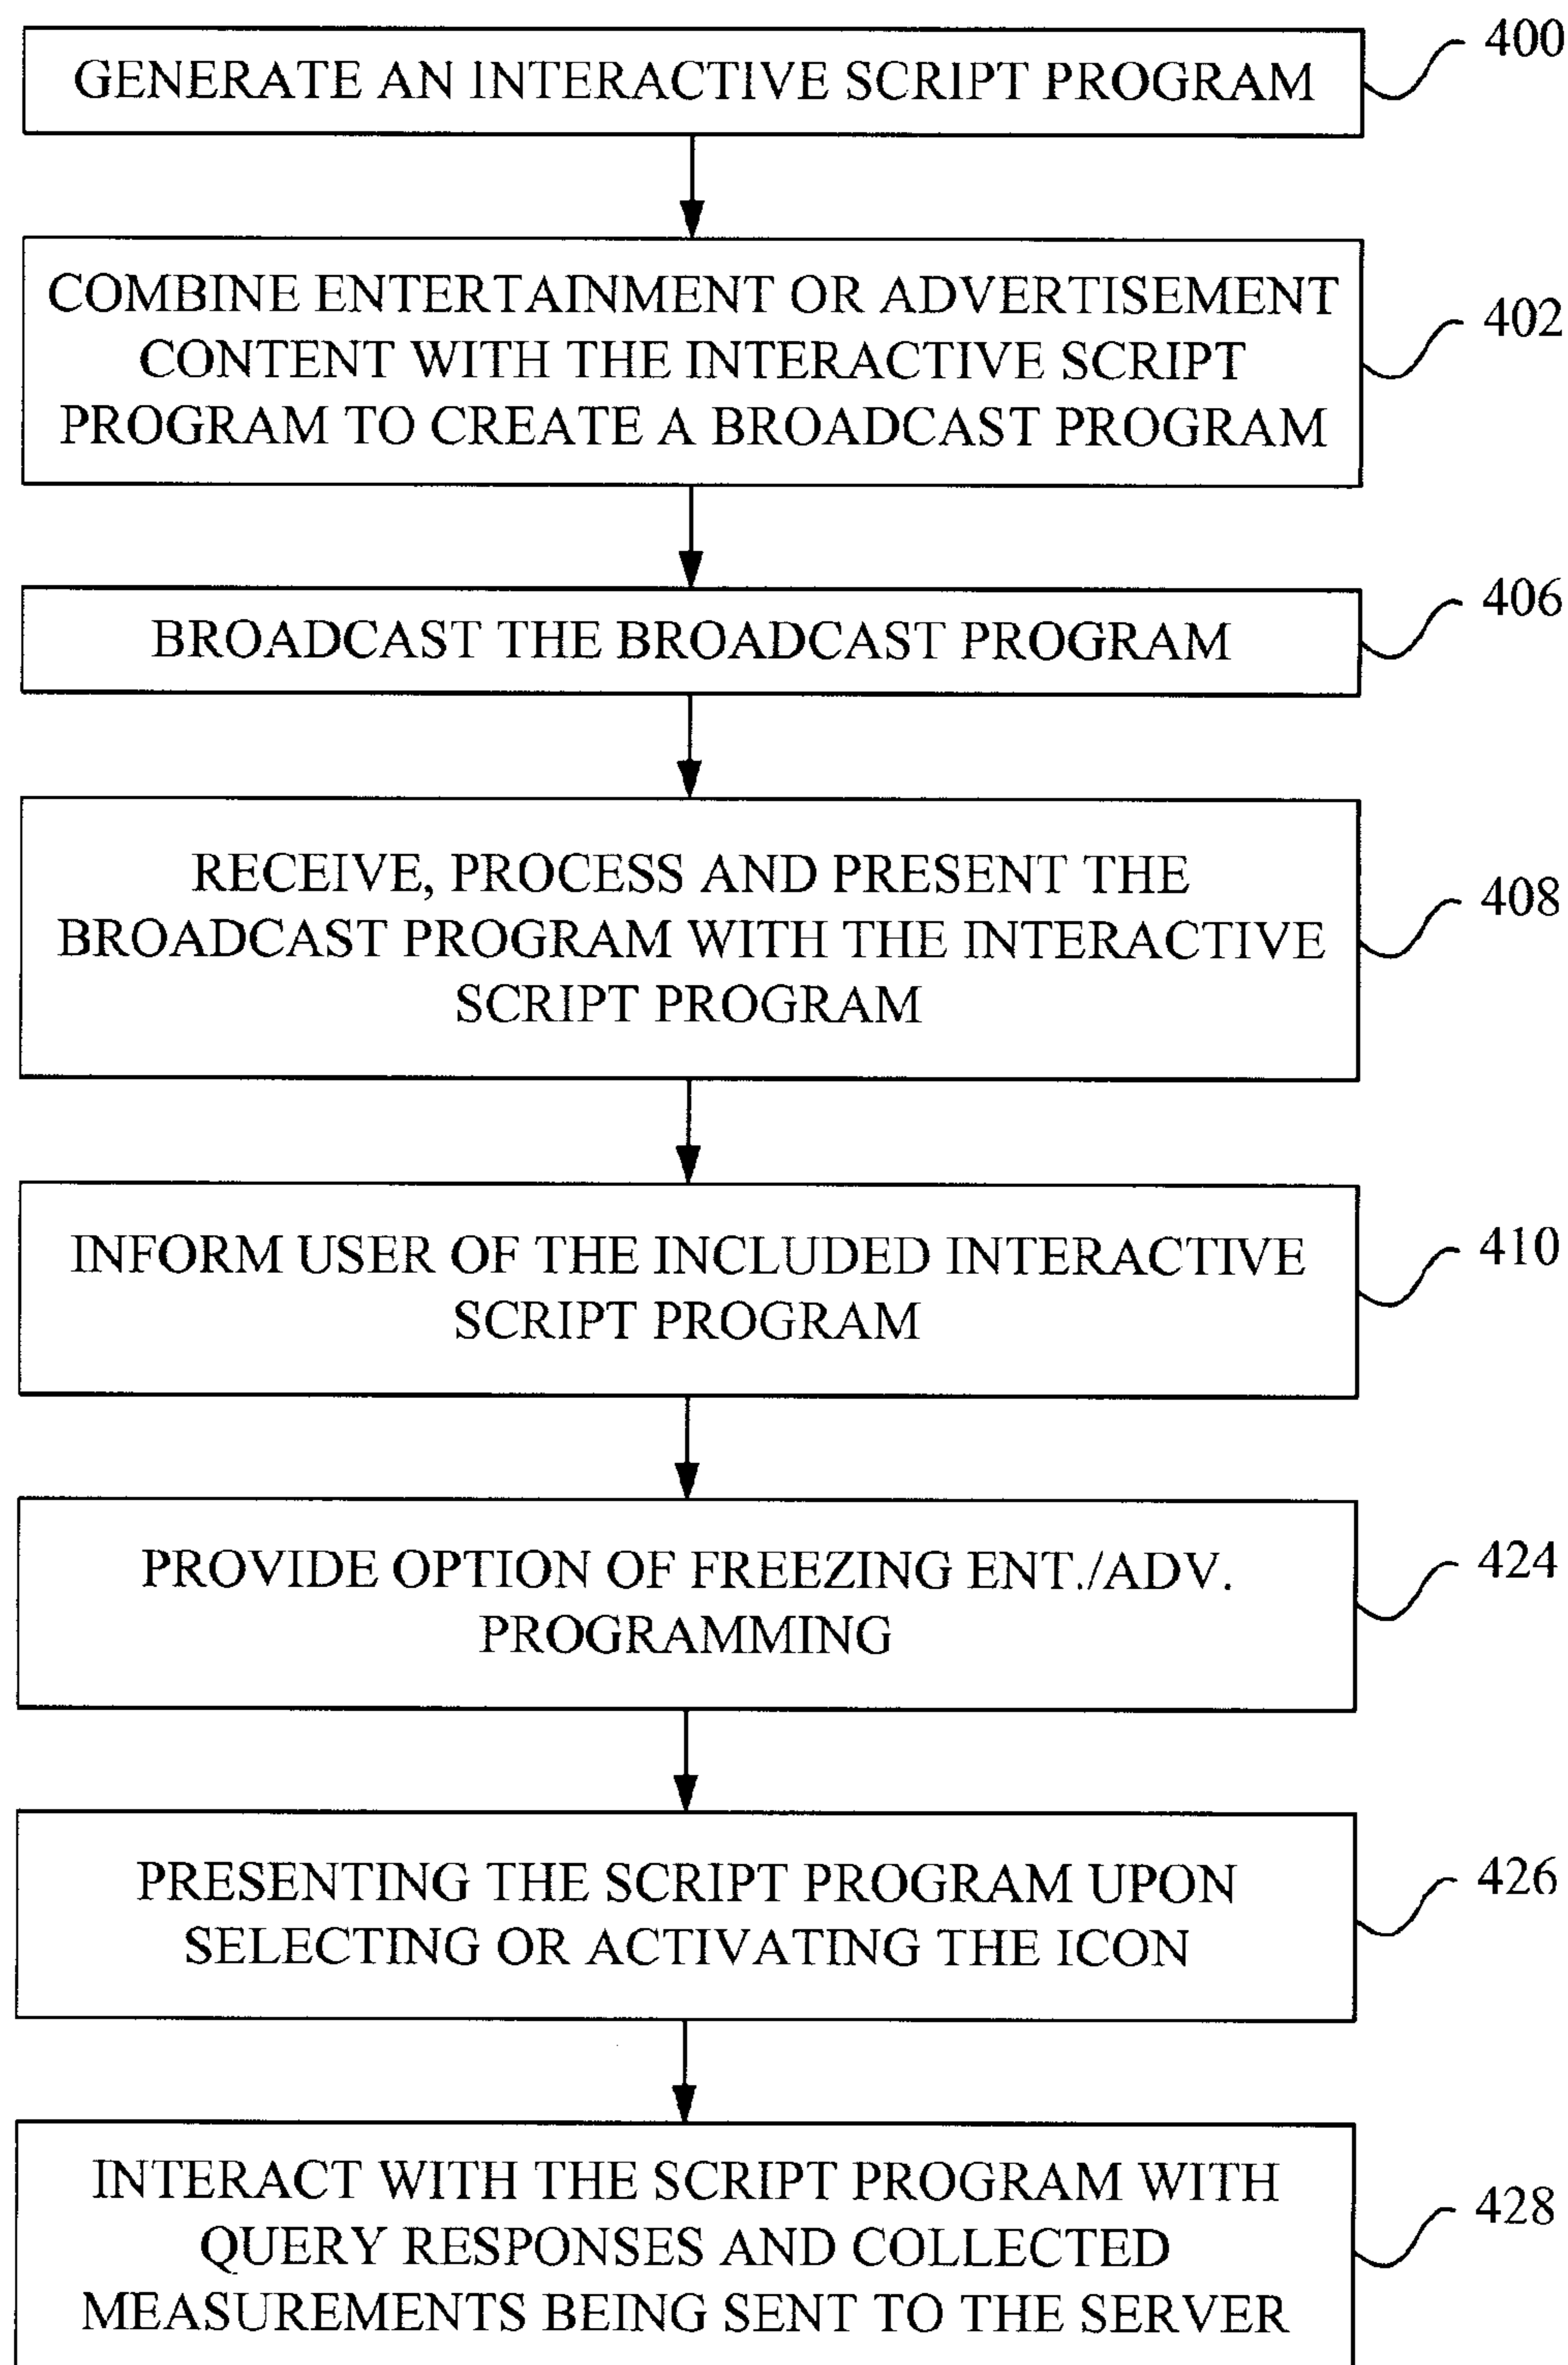 GENERATE AN INTERACTIVE SCRIPT PROGRAM
400
COMBINE ENTERTAINMENT OR ADVERTISEMENT
CONTENT WITH THE INTERACTIVE SCRIPT
PROGRAM TO CREATE A BROADCAST PROGRAM
402
BROADCAST THE BROADCAST PROGRAM
406
RECEIVE, PROCESS AND PRESENT THE
BROADCAST PROGRAM WITH THE INTERACTIVE
SCRIPT PROGRAM
408
INFORM USER OF THE INCLUDED INTERACTIVE
SCRIPT PROGRAM
410
PROVIDE OPTION OF FREEZING ENT./ADV.
PROGRAMMING
424
PRESENTING THE SCRIPT PROGRAM UPON
SELECTING OR ACTIVATING THE ICON
426
INTERACT WITH THE SCRIPT PROGRAM WITH
QUERY RESPONSES AND COLLECTED
MEASUREMENTS BEING SENT TO THE SERVER
428